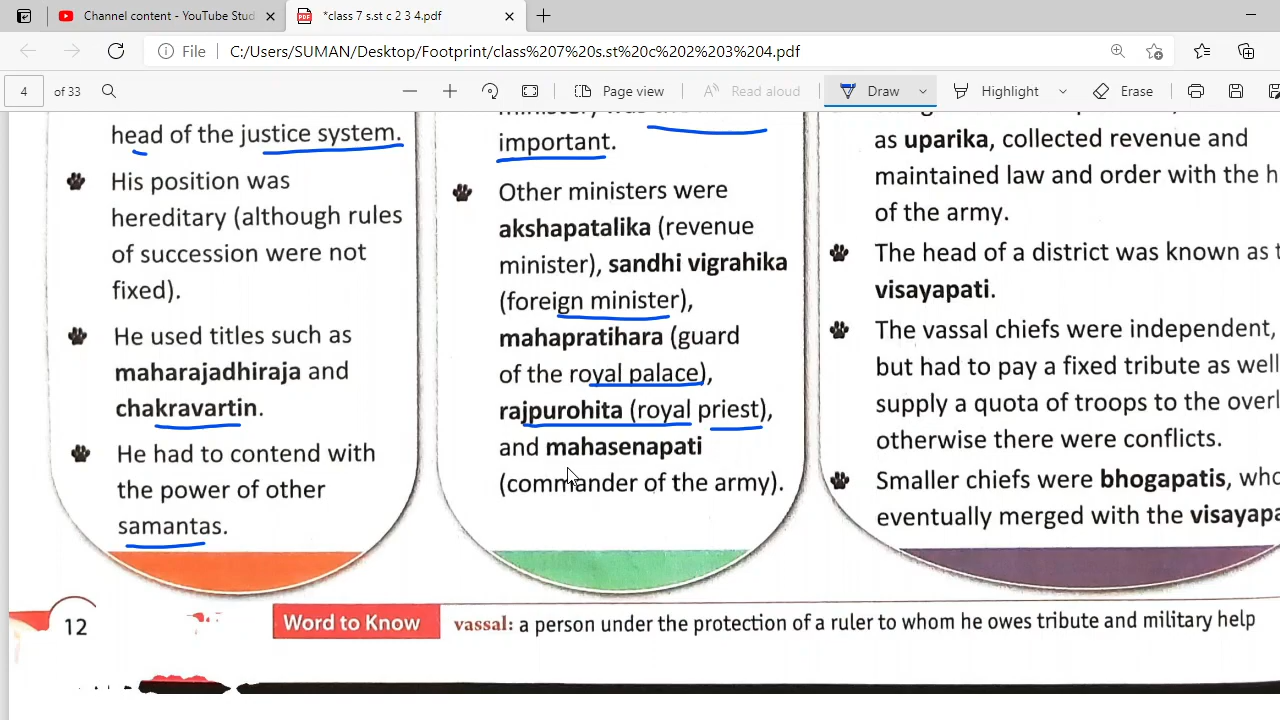 Channel content - YouTube Stud
*class 7 s.st c 2 3 4.pdf
File
C:/Users/SUMAN/Desktop/Footprint/class%207%20s.st%20c%202%203%204.pdf
4 of 33
Page view
Read aloud
Draw
Highlight
Erase
head of the justice system.
His position was
hereditary (although rules
of succession were not
fixed).
He used titles such as
maharajadhiraja and
chakravartin.
He had to contend with
the power of other
samantas.
important.
Other ministers were
akshapatalika (revenue
minister), sandhi vigrahika
(foreign minister),
mahapratihara (guard
of the royal palace),
rajpurohita (royal priest),
and mahasenapati
(commander of the army).
as uparika, collected revenue and
maintained law and order with the h
of the army.
The head of a district was known as t
visayapati.
The vassal chiefs were independent,
but had to pay a fixed tribute as well
supply a quota of troops to the overl
otherwise there were conflicts.
Smaller chiefs were bhogapatis, who
eventually merged with the visayapa
12
Word to Know
vassal: a person under the protection of a ruler to whom he owes tribute and military help